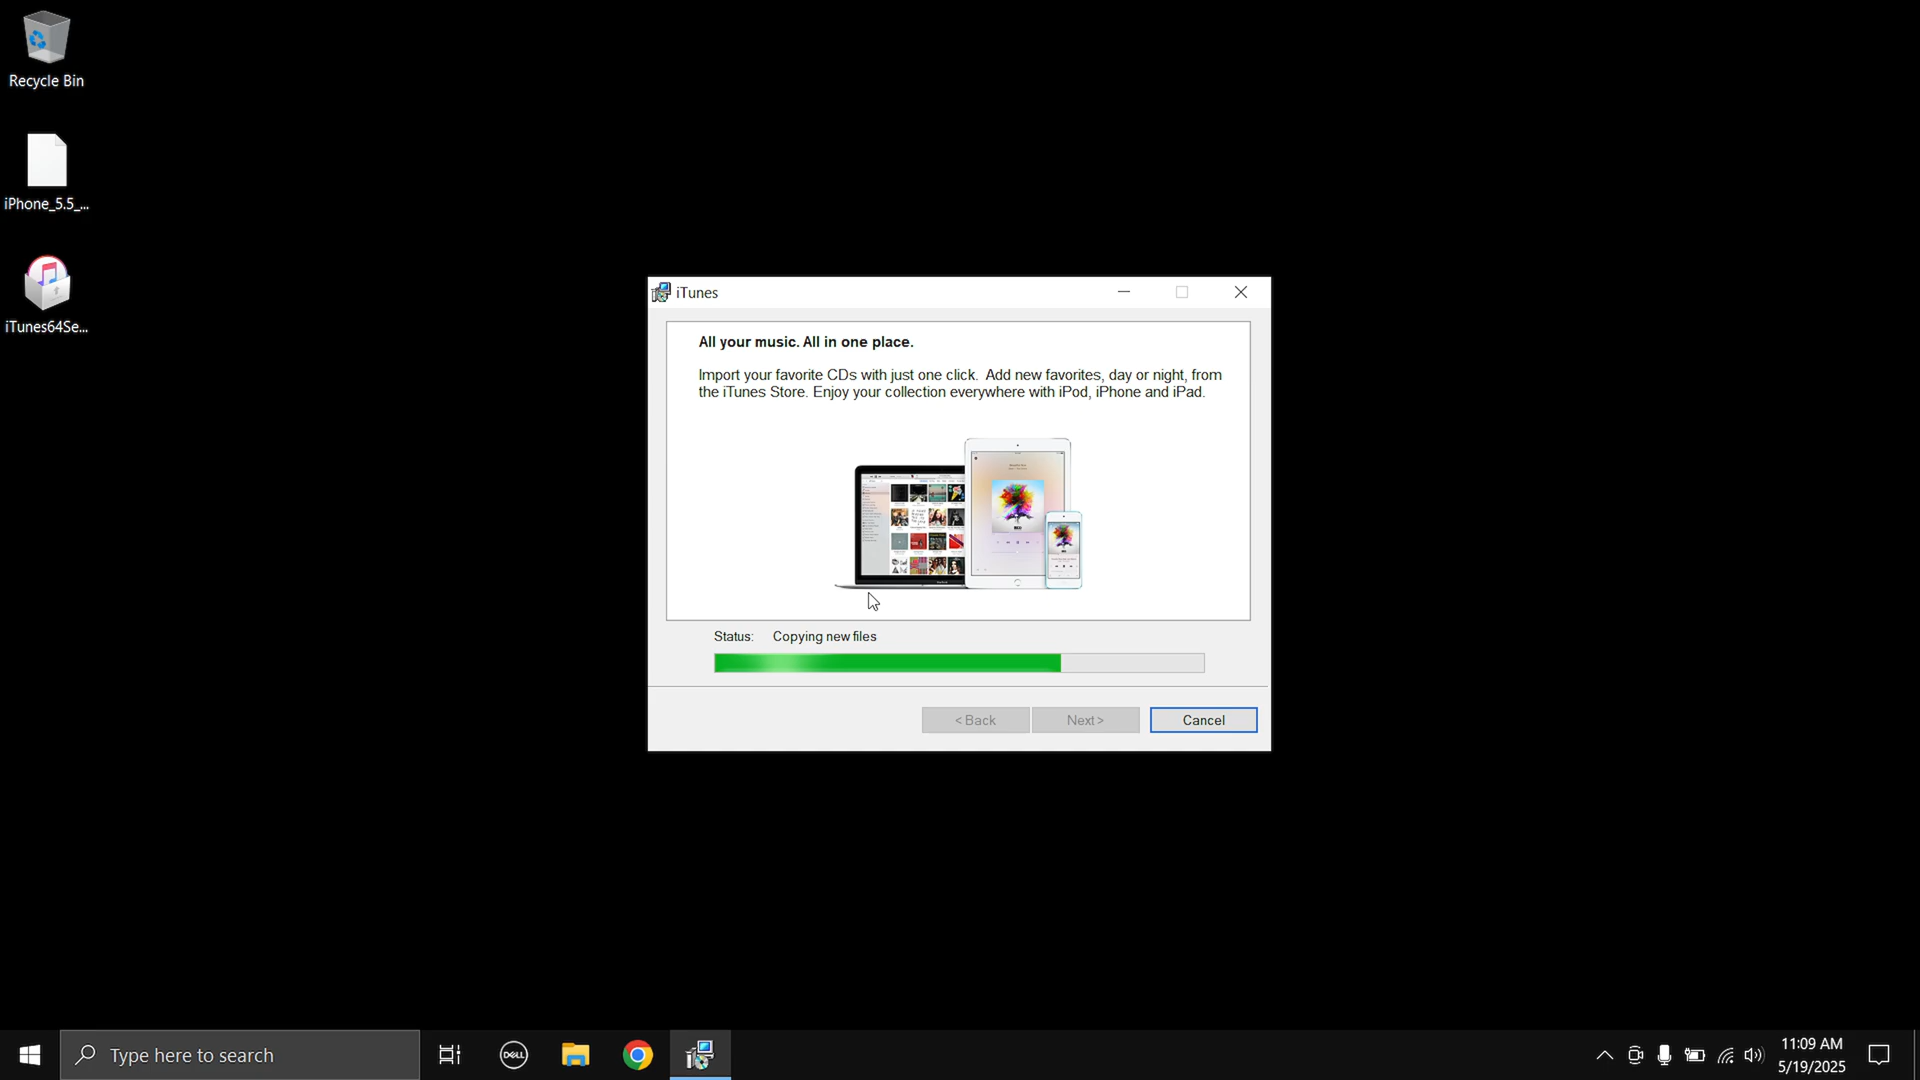 Recycle Bin
iPhone_5.5_...
iTunes64Se...
iTunes
All your music. All in one place.
Import your favorite CDs with just one click. Add new favorites, day or night, from
the iTunes Store. Enjoy your collection everywhere with iPod, iPhone and iPad.
Status: Copying new files
< Back
Next >
Cancel
Type here to search
DELL
11:09 AM
5/19/2025